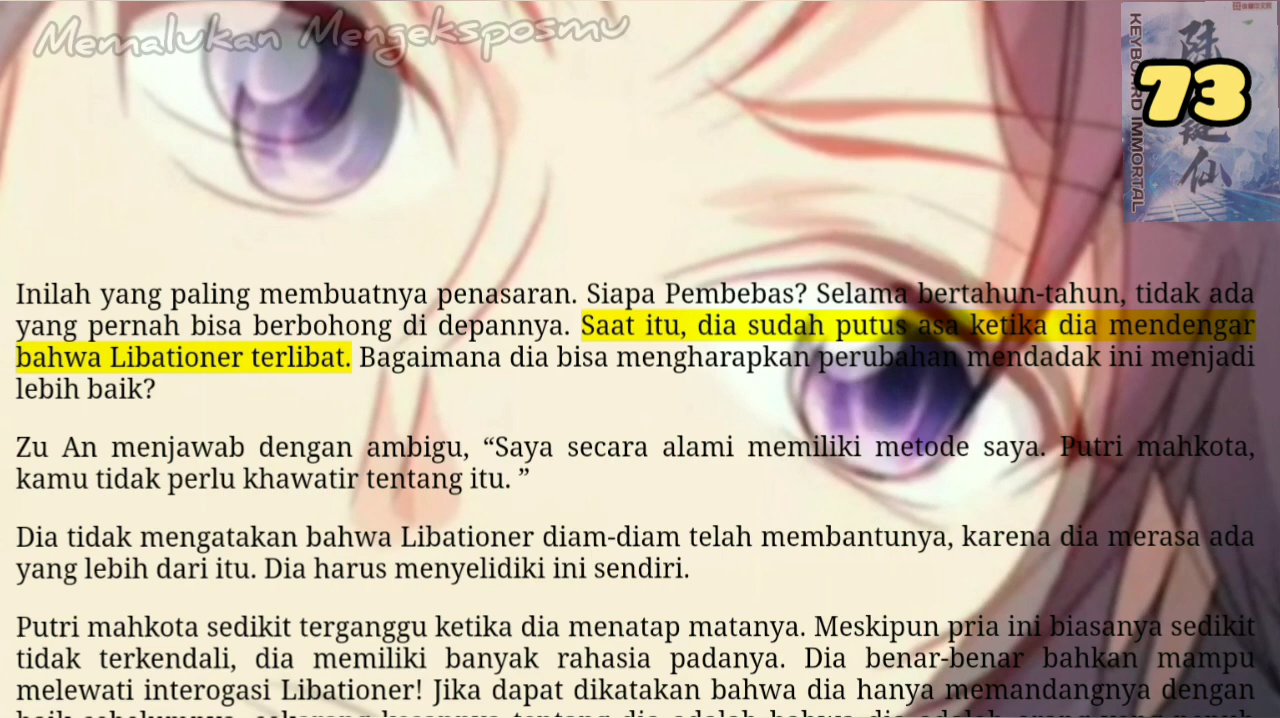 Memalukan Mengeksposmu
KEYBOARD IMMORTAL
73
仙
Inilah yang paling membuatnya penasaran. Siapa Pembebas? Selama bertahun-tahun, tidak ada
yang pernah bisa berbohong di depannya. Saat itu, dia sudah putus asa ketika dia mendengar
bahwa Libationer terlibat. Bagaimana dia bisa mengharapkan perubahan mendadak ini menjadi
lebih baik?
Zu An menjawab dengan ambigu, “Saya secara alami memiliki metode saya. Putri mahkota,
kamu tidak perlu khawatir tentang itu. ”
Dia tidak mengatakan bahwa Libationer diam-diam telah membantunya, karena dia merasa ada
yang lebih dari itu. Dia harus menyelidiki ini sendiri.
Putri mahkota sedikit terganggu ketika dia menatap matanya. Meskipun pria ini biasanya sedikit
tidak terkendali, dia memiliki banyak rahasia padanya. Dia benar-benar bahkan mampu
melewati interogasi Libationer! Jika dapat dikatakan bahwa dia hanya memandangnya dengan